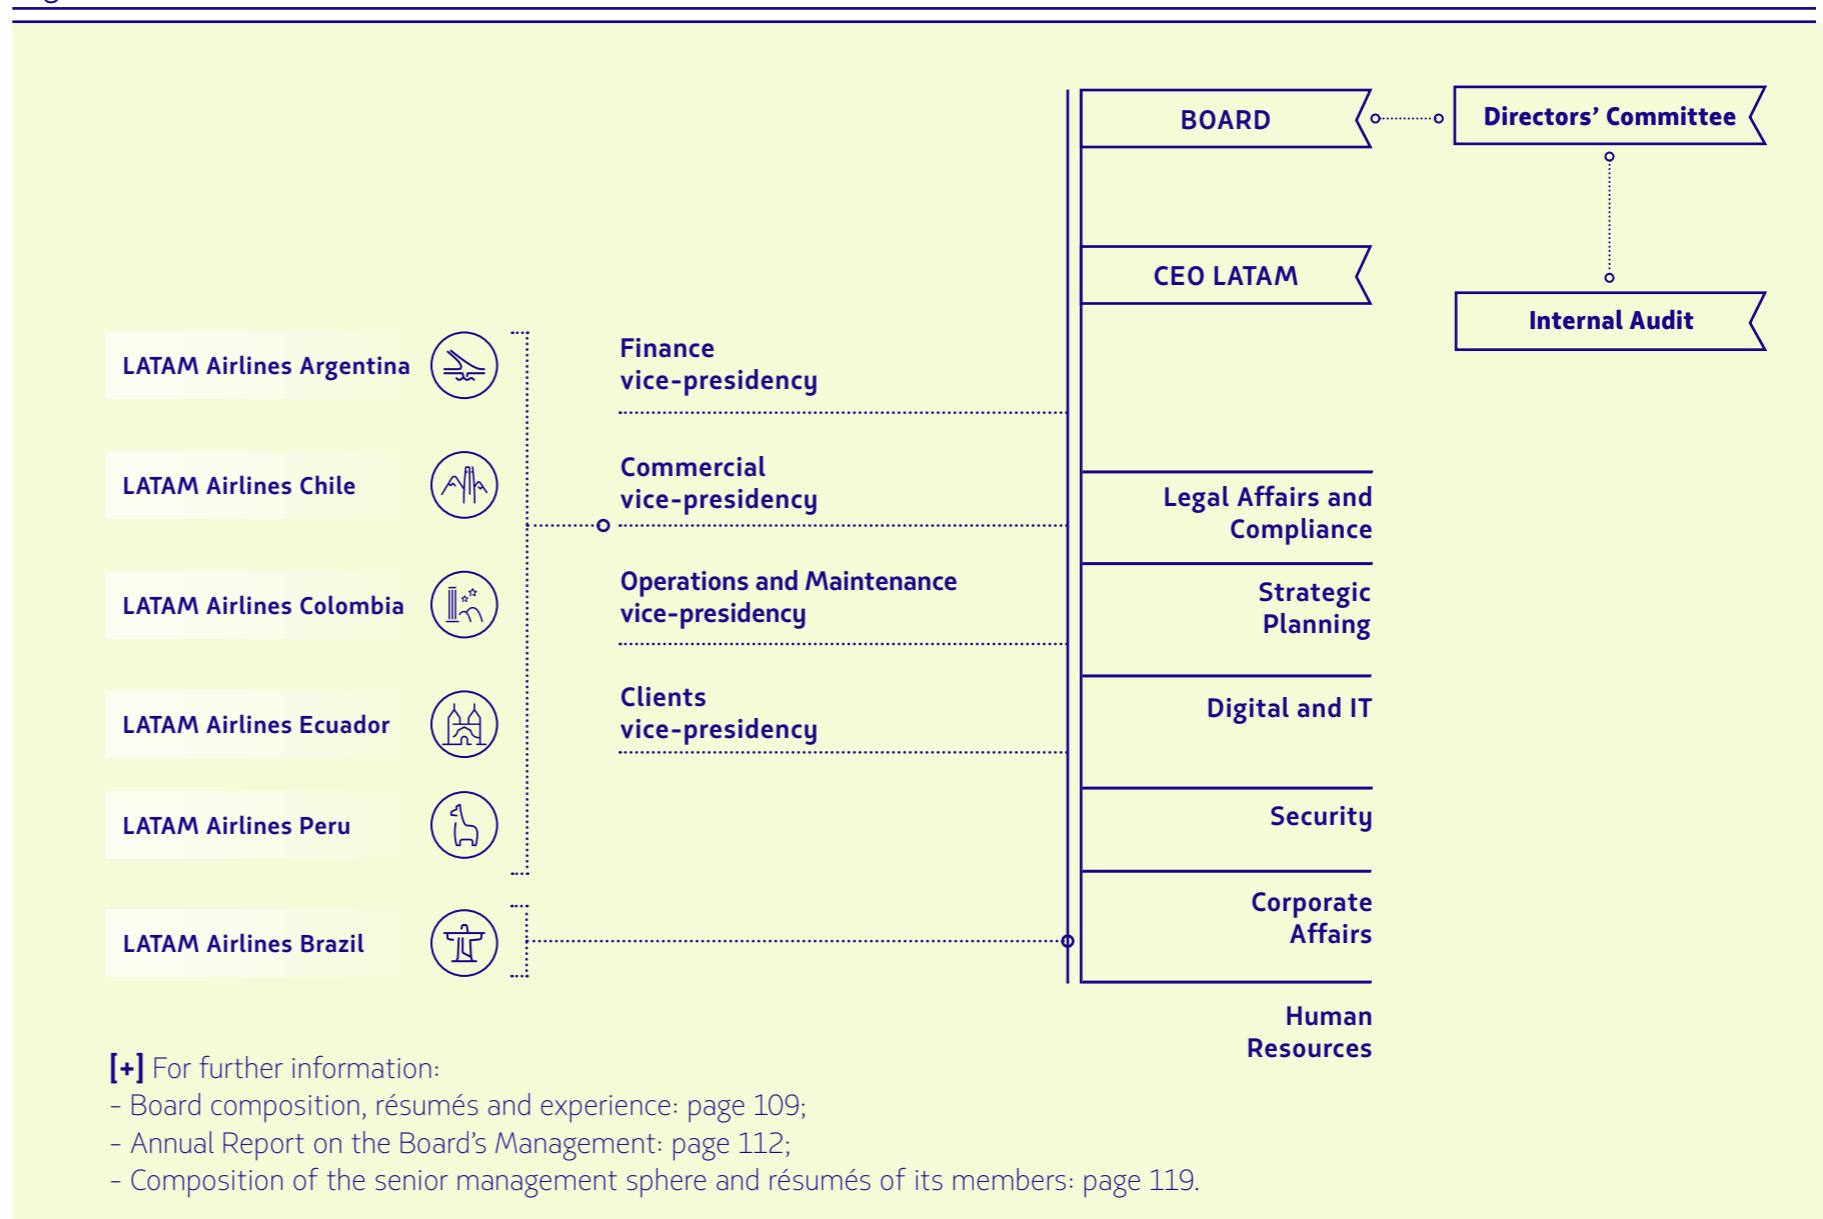 BOARD
Directors’ Committee
CEO LATAM
Internal Audit
LATAM Airlines Argentina
Finance
vice-presidency
LATAM Airlines Chile
Commercial
vice-presidency
Legal Affairs and
Compliance
LATAM Airlines Colombia
Operations and Maintenance
vice-presidency
Strategic
Planning
LATAM Airlines Ecuador
Clients
vice-presidency
Digital and IT
LATAM Airlines Peru
Security
LATAM Airlines Brazil
Corporate
Affairs
Human
Resources
[+] For further information:
- Board composition, résumés and experience: page 109;
- Annual Report on the Board’s Management: page 112;
- Composition of the senior management sphere and résumés of its members: page 119.